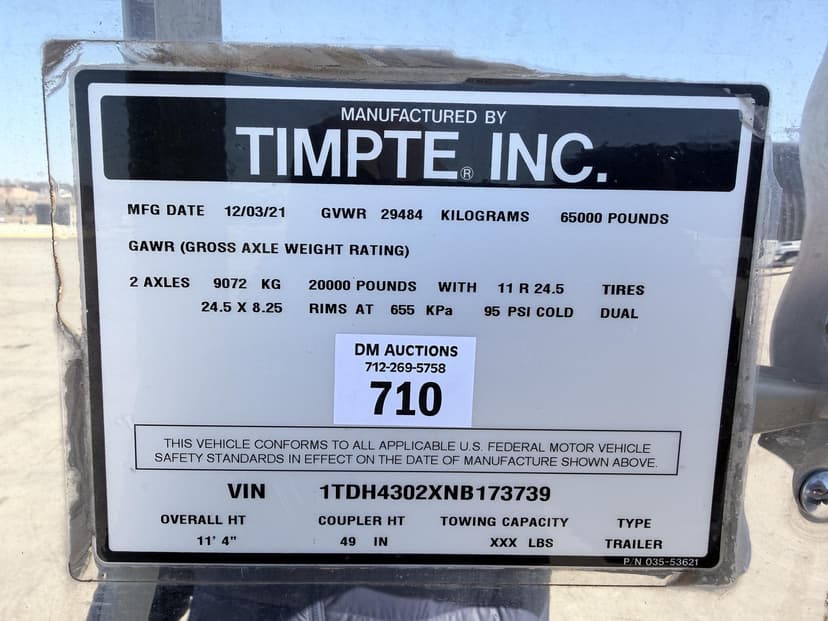 MANUFACTURED BY
TIMPTE® INC.
MFG DATE 12/03/21 GVWR 29484 KILOGRAMS 65000 POUNDS
GAWR (GROSS AXLE WEIGHT RATING)
2 AXLES 9072 KG 20000 POUNDS WITH 11 R 24.5 TIRES
24.5 X 8.25 RIMS AT 655 KPa 95 PSI COLD DUAL
DM AUCTIONS
712-269-5758
710
THIS VEHICLE CONFORMS TO ALL APPLICABLE U.S. FEDERAL MOTOR VEHICLE
SAFETY STANDARDS IN EFFECT ON THE DATE OF MANUFACTURE SHOWN ABOVE.
VIN 1TDH4302XNB173739
OVERALL HT COUPLER HT TOWING CAPACITY TYPE
11' 4" 49 IN XXX LBS TRAILER
P/N 035-53621